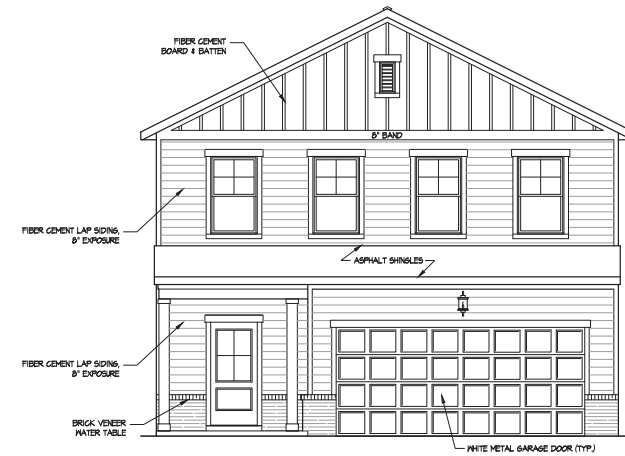 FIBER CEMENT
BOARD & BATTEN
8" BAND
FIBER CEMENT LAP SIDING,
8" EXPOSURE
ASPHALT SHINGLES
FIBER CEMENT LAP SIDING,
8" EXPOSURE
BRICK VENEER
WATER TABLE
WHITE METAL GARAGE DOOR (TYP.)